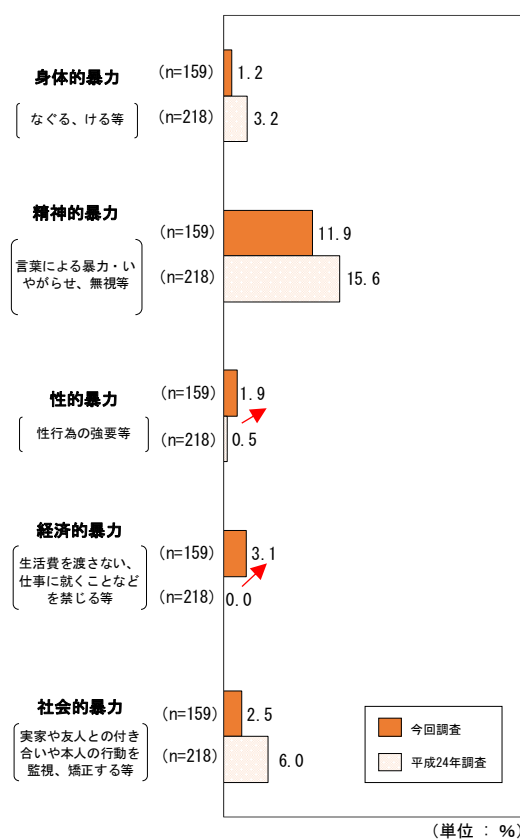 身体的暴力
なぐる、ける等
(n=159)
1.2
(n=218)
3.2
精神的暴力
言葉による暴力・い
やがらせ、無視等
(n=159)
11.9
(n=218)
15.6
性的暴力
性行為の強要等
(n=159)
1.9
(n=218)
0.5
経済的暴力
生活費を渡さない、
仕事に就くことなど
を禁じる等
(n=159)
3.1
(n=218)
0.0
社会的暴力
実家や友人との付き
合いや本人の行動を
監視、矯正する等
(n=159)
2.5
(n=218)
6.0
今回調査
平成24年調査
(単位 : %)